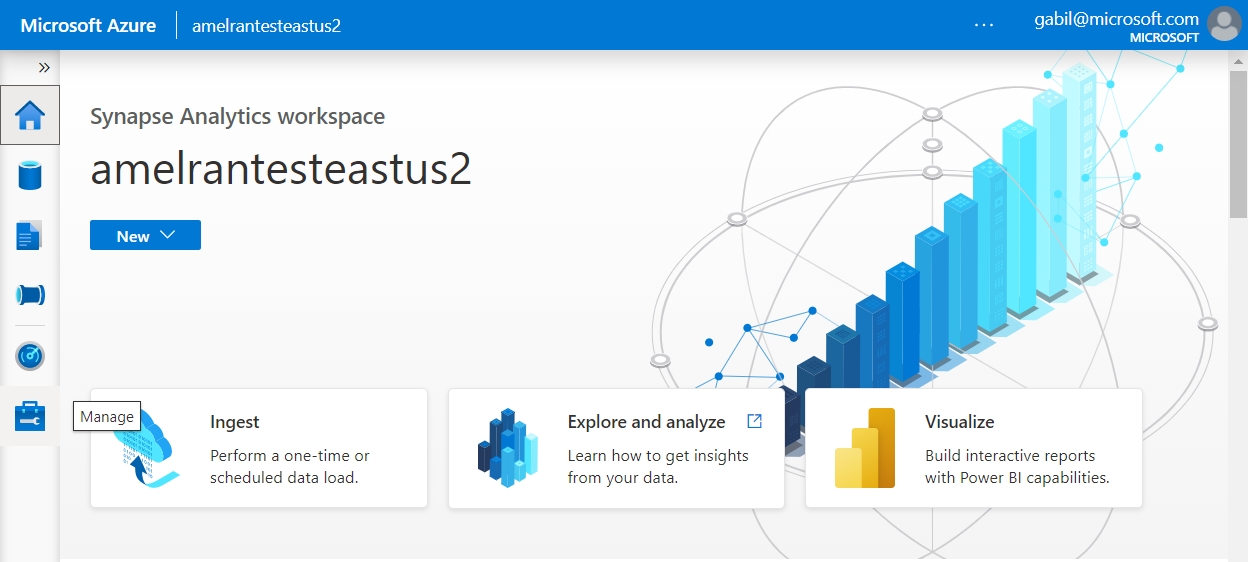 Microsoft Azure
amelrantesteastus2
gabil@microsoft.com
MICROSOFT
Synapse Analytics workspace
amelrantesteastus2
New
Manage
Ingest
Perform a one-time or
scheduled data load.
Explore and analyze
Learn how to get insights
from your data.
Visualize
Build interactive reports
with Power BI capabilities.